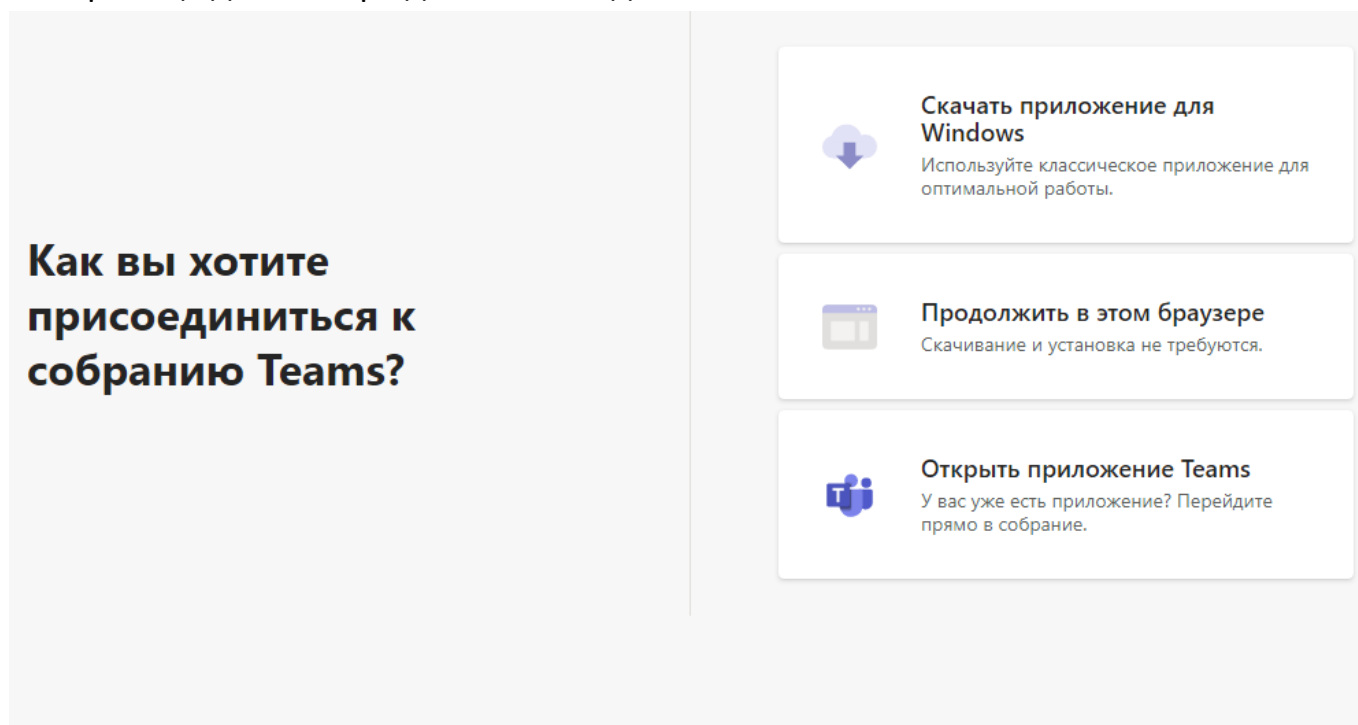 Как вы хотите
присоединиться к
собранию Teams?
Скачать приложение для
Windows
Используйте классическое приложение для
оптимальной работы.
Продолжить в этом браузере
Скачивание и установка не требуются.
Открыть приложение Teams
У вас уже есть приложение? Перейдите
прямо в собрание.